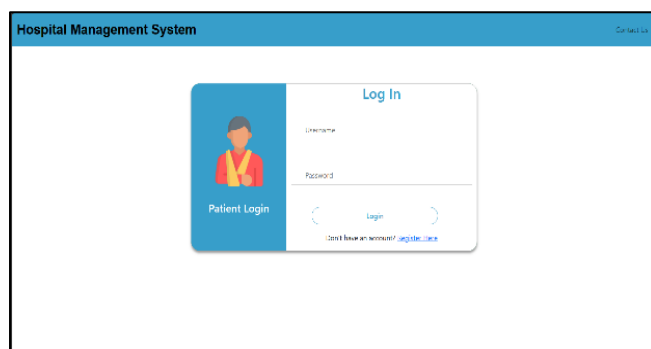 Hospital Management System
Contact Us
Log In
Username
Password
Patient Login
Login
Don't have an account? Register Here